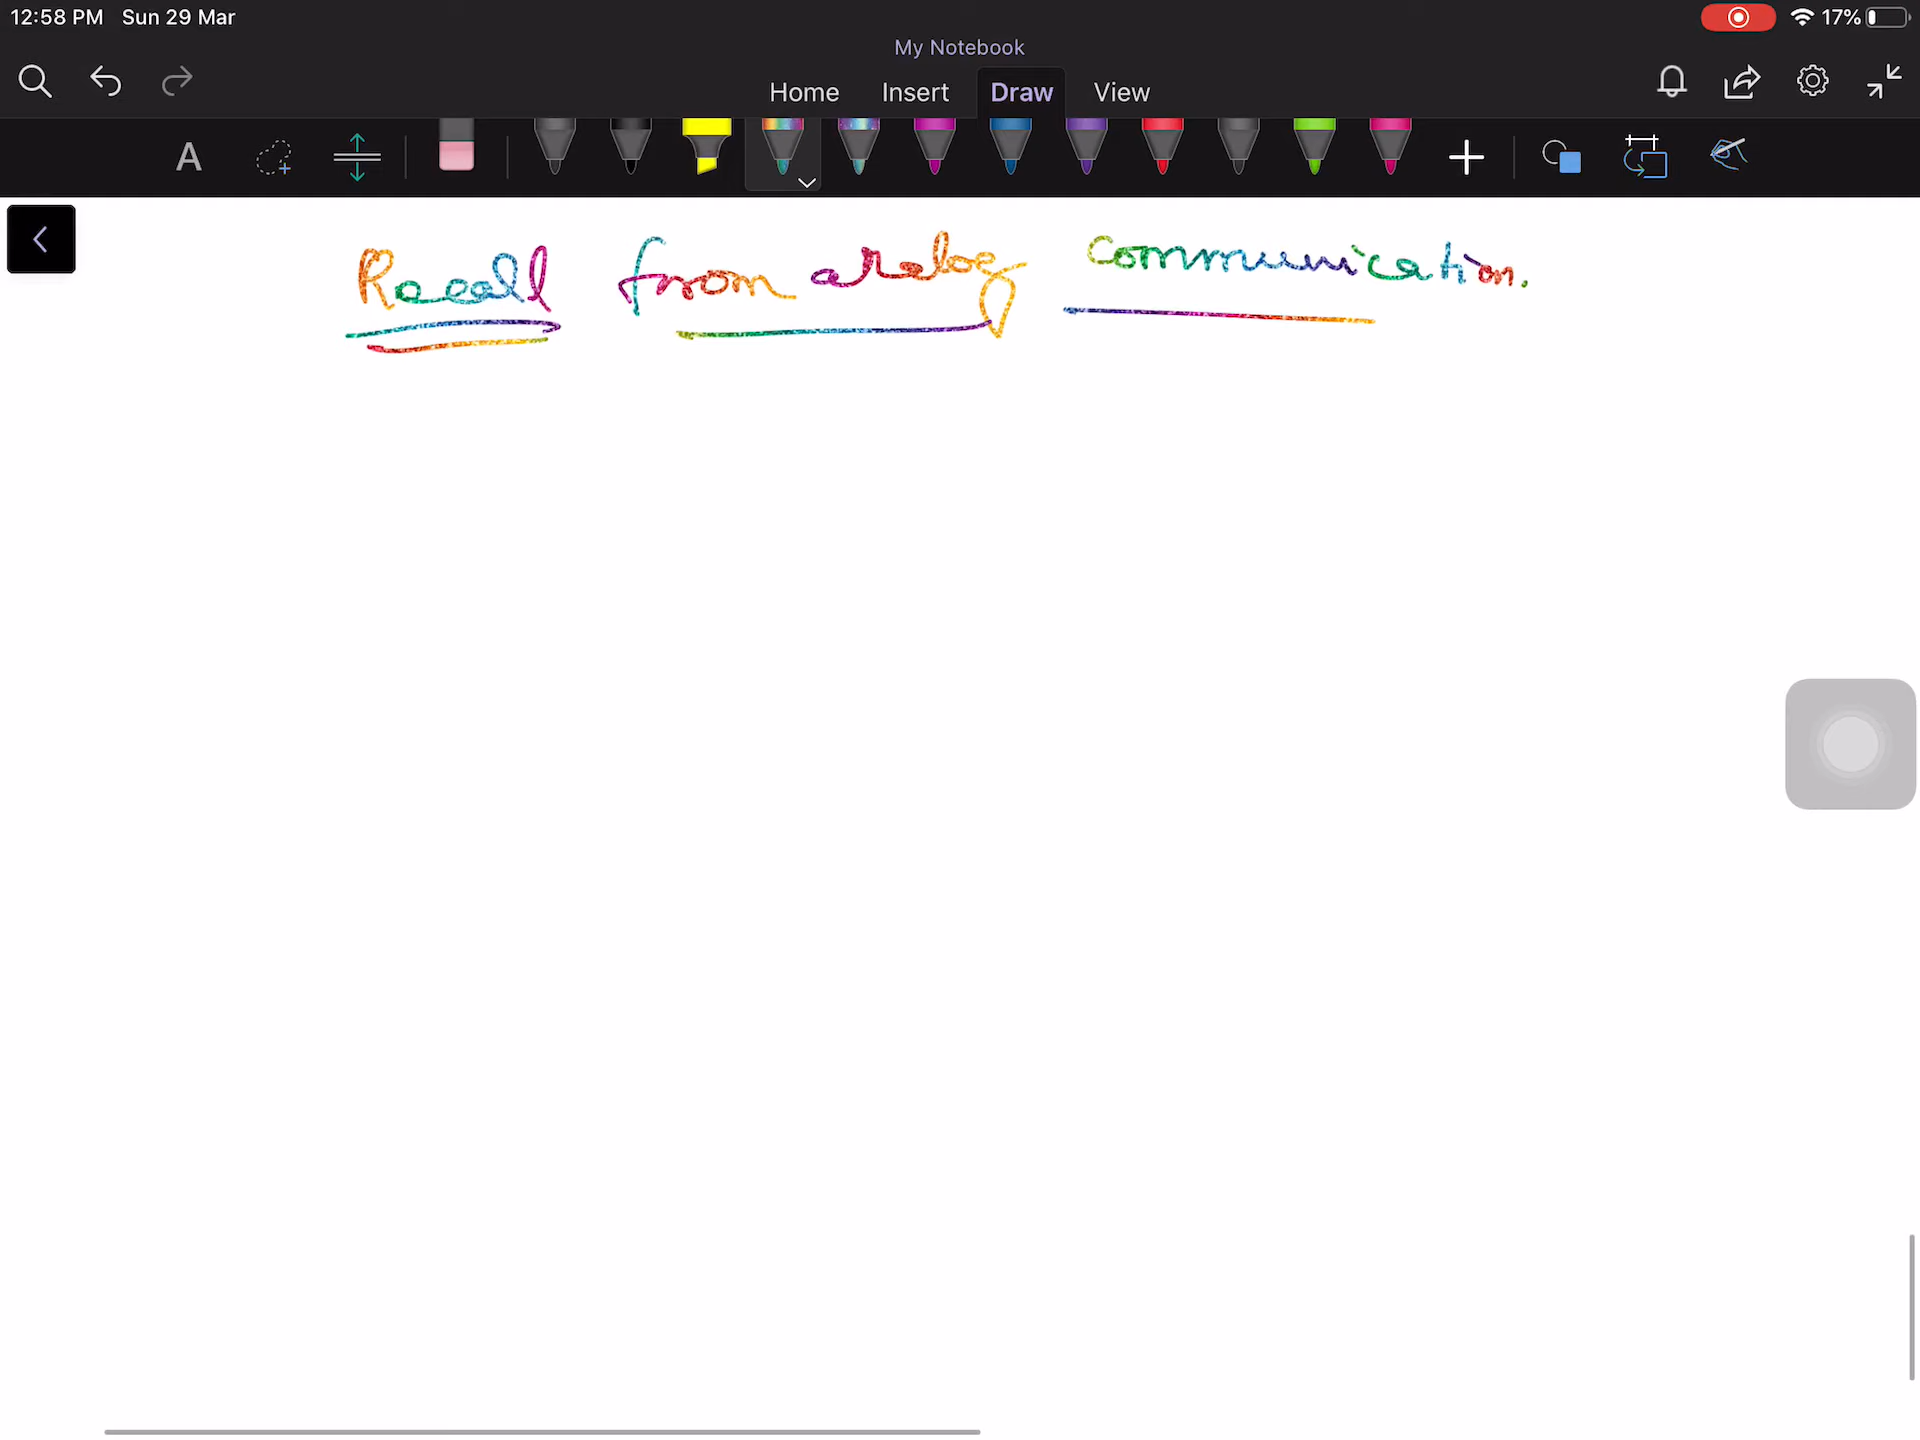 12:58 PM Sun 29 Mar
17%
My Notebook
Home Insert Draw View
A
Recall from analog communication.